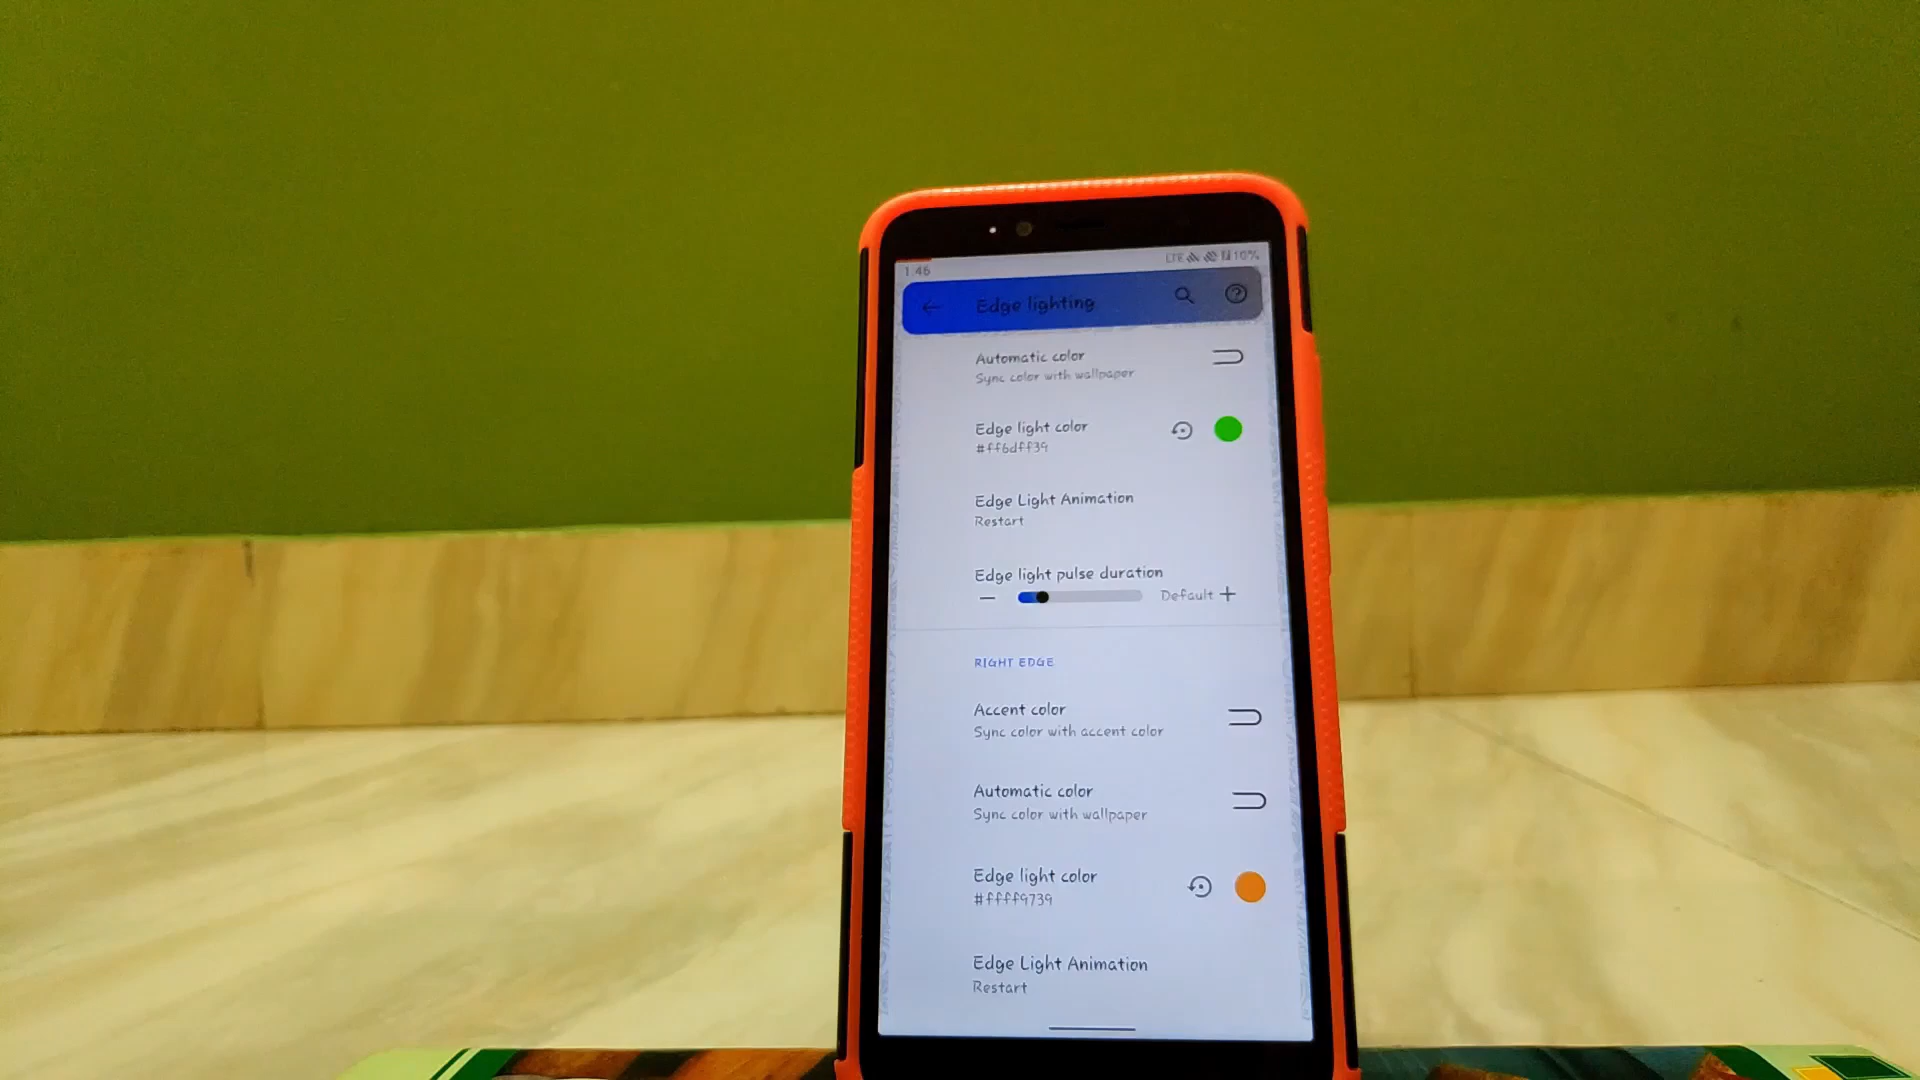 1.46 LTE 10%
Edge lighting
Automatic color
Sync color with wallpaper
Edge light color
#ff6dff39
Edge Light Animation
Restart
Edge light pulse duration
Default
RIGHT EDGE
Accent color
Sync color with accent color
Automatic color
Sync color with wallpaper
Edge light color
#ffff9739
Edge Light Animation
Restart